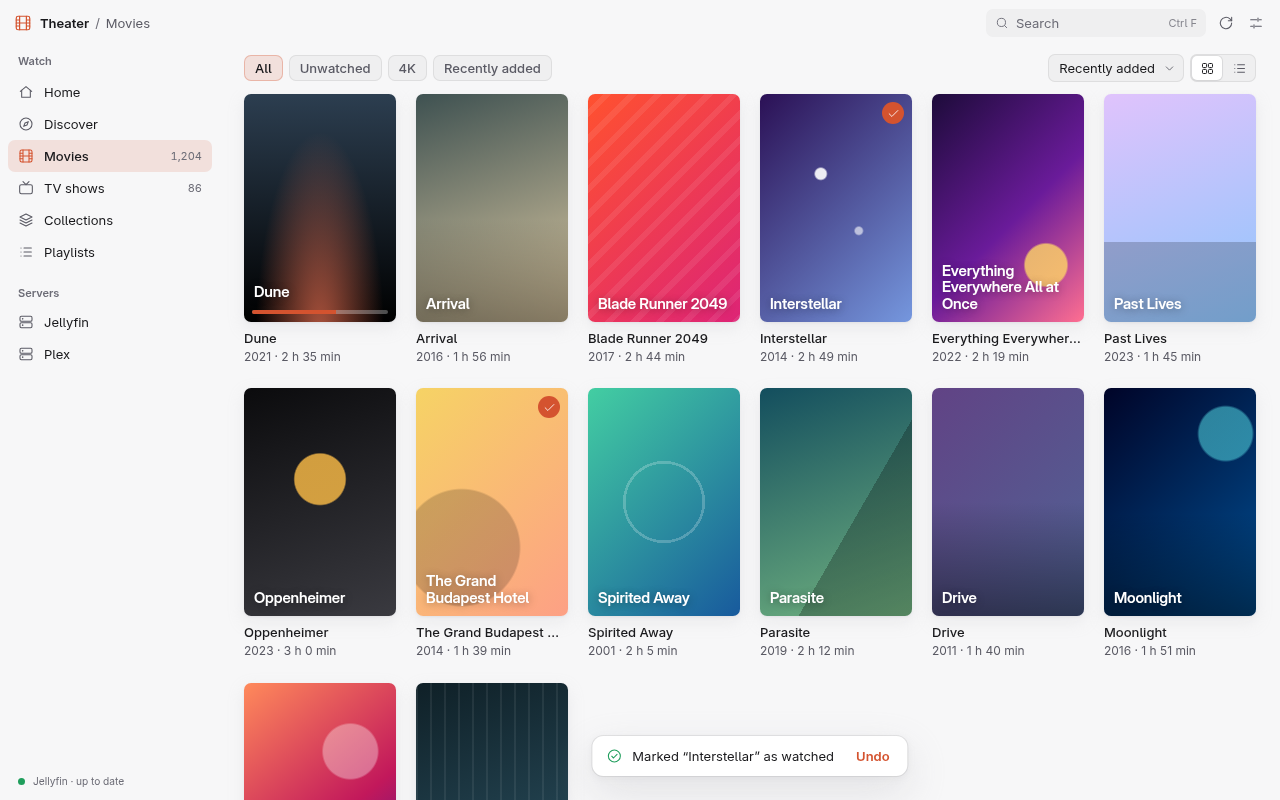 Theater / Movies
Search
Ctrl F
Watch
Home
Discover
Movies
1,204
TV shows
86
Collections
Playlists
Servers
Jellyfin
Plex
Jellyfin · up to date
All
Unwatched
4K
Recently added
Recently added
Dune
Arrival
Blade Runner 2049
Interstellar
Everything
Everywhere All at
Once
Past Lives
Dune
2021 · 2 h 35 min
Arrival
2016 · 1 h 56 min
Blade Runner 2049
2017 · 2 h 44 min
Interstellar
2014 · 2 h 49 min
Everything Everywher...
2022 · 2 h 19 min
Past Lives
2023 · 1 h 45 min
Oppenheimer
The Grand
Budapest Hotel
Spirited Away
Parasite
Drive
Moonlight
Oppenheimer
2023 · 3 h 0 min
The Grand Budapest ...
2014 · 1 h 39 min
Spirited Away
2001 · 2 h 5 min
Parasite
2019 · 2 h 12 min
Drive
2011 · 1 h 40 min
Moonlight
2016 · 1 h 51 min
Marked “Interstellar” as watched
Undo